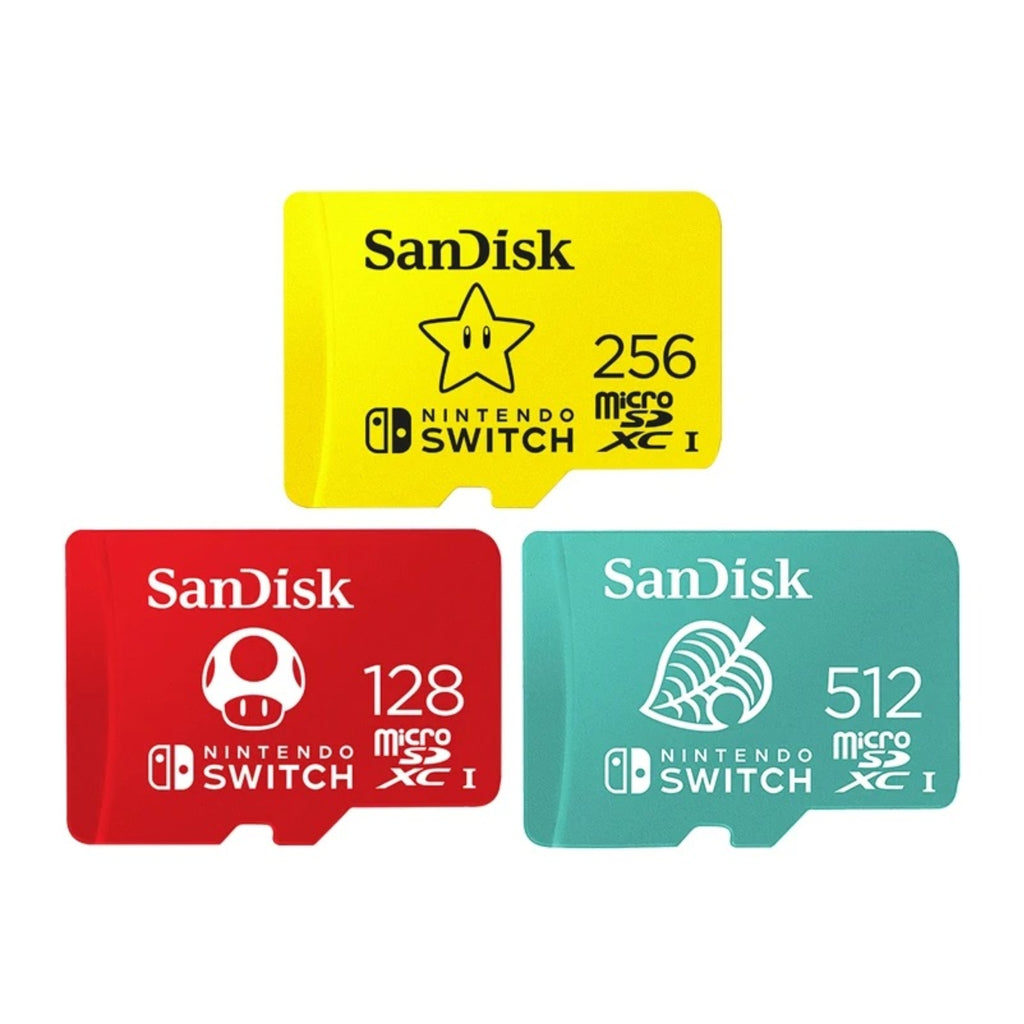 SanDisk
256
NINTENDO
SWITCH
micro
SD
XC I
SanDisk
128
NINTENDO
SWITCH
micro
SD
XC I
SanDisk
512
NINTENDO
SWITCH
micro
SD
XC I